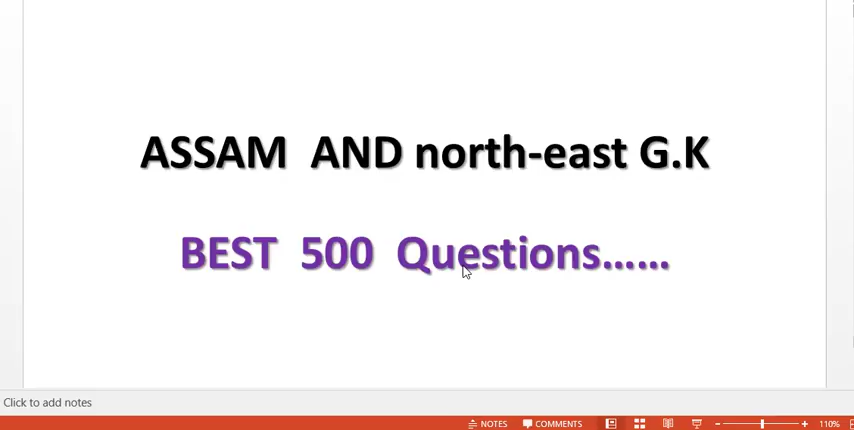 ASSAM AND north-east G.K
BEST 500 Questions......
Click to add notes
NOTES COMMENTS 110%